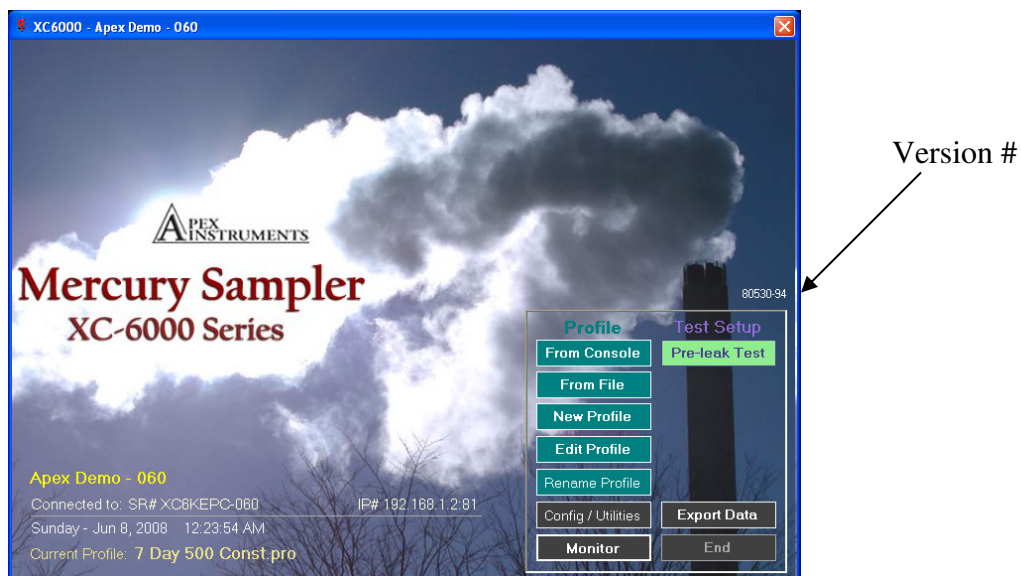 XC6000 - Apex Demo - 060
Version #
APEX
INSTRUMENTS
Mercury Sampler
XC-6000 Series
80530-94
Profile Test Setup
From Console Pre-leak Test
From File
New Profile
Edit Profile
Rename Profile
Config / Utilities Export Data
Monitor End
Apex Demo - 060
Connected to: SR# XC6KEPC-060 IP# 192.168.1.2:81
Sunday - Jun 8, 2008 12:23:54 AM
Current Profile: 7 Day 500 Const.pro